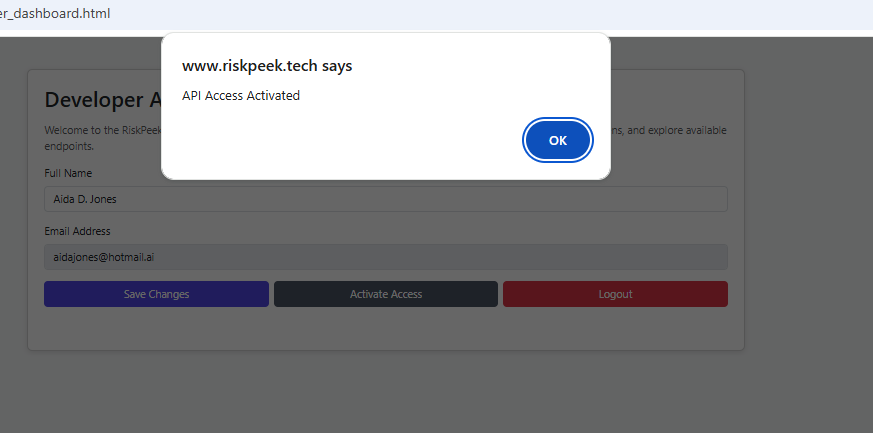 er_dashboard.html
www.riskpeek.tech says
API Access Activated
OK
Developer A
Welcome to the RiskPeek
ns, and explore available
endpoints.
Full Name
Aida D. Jones
Email Address
aidajones@hotmail.ai
Save Changes
Activate Access
Logout